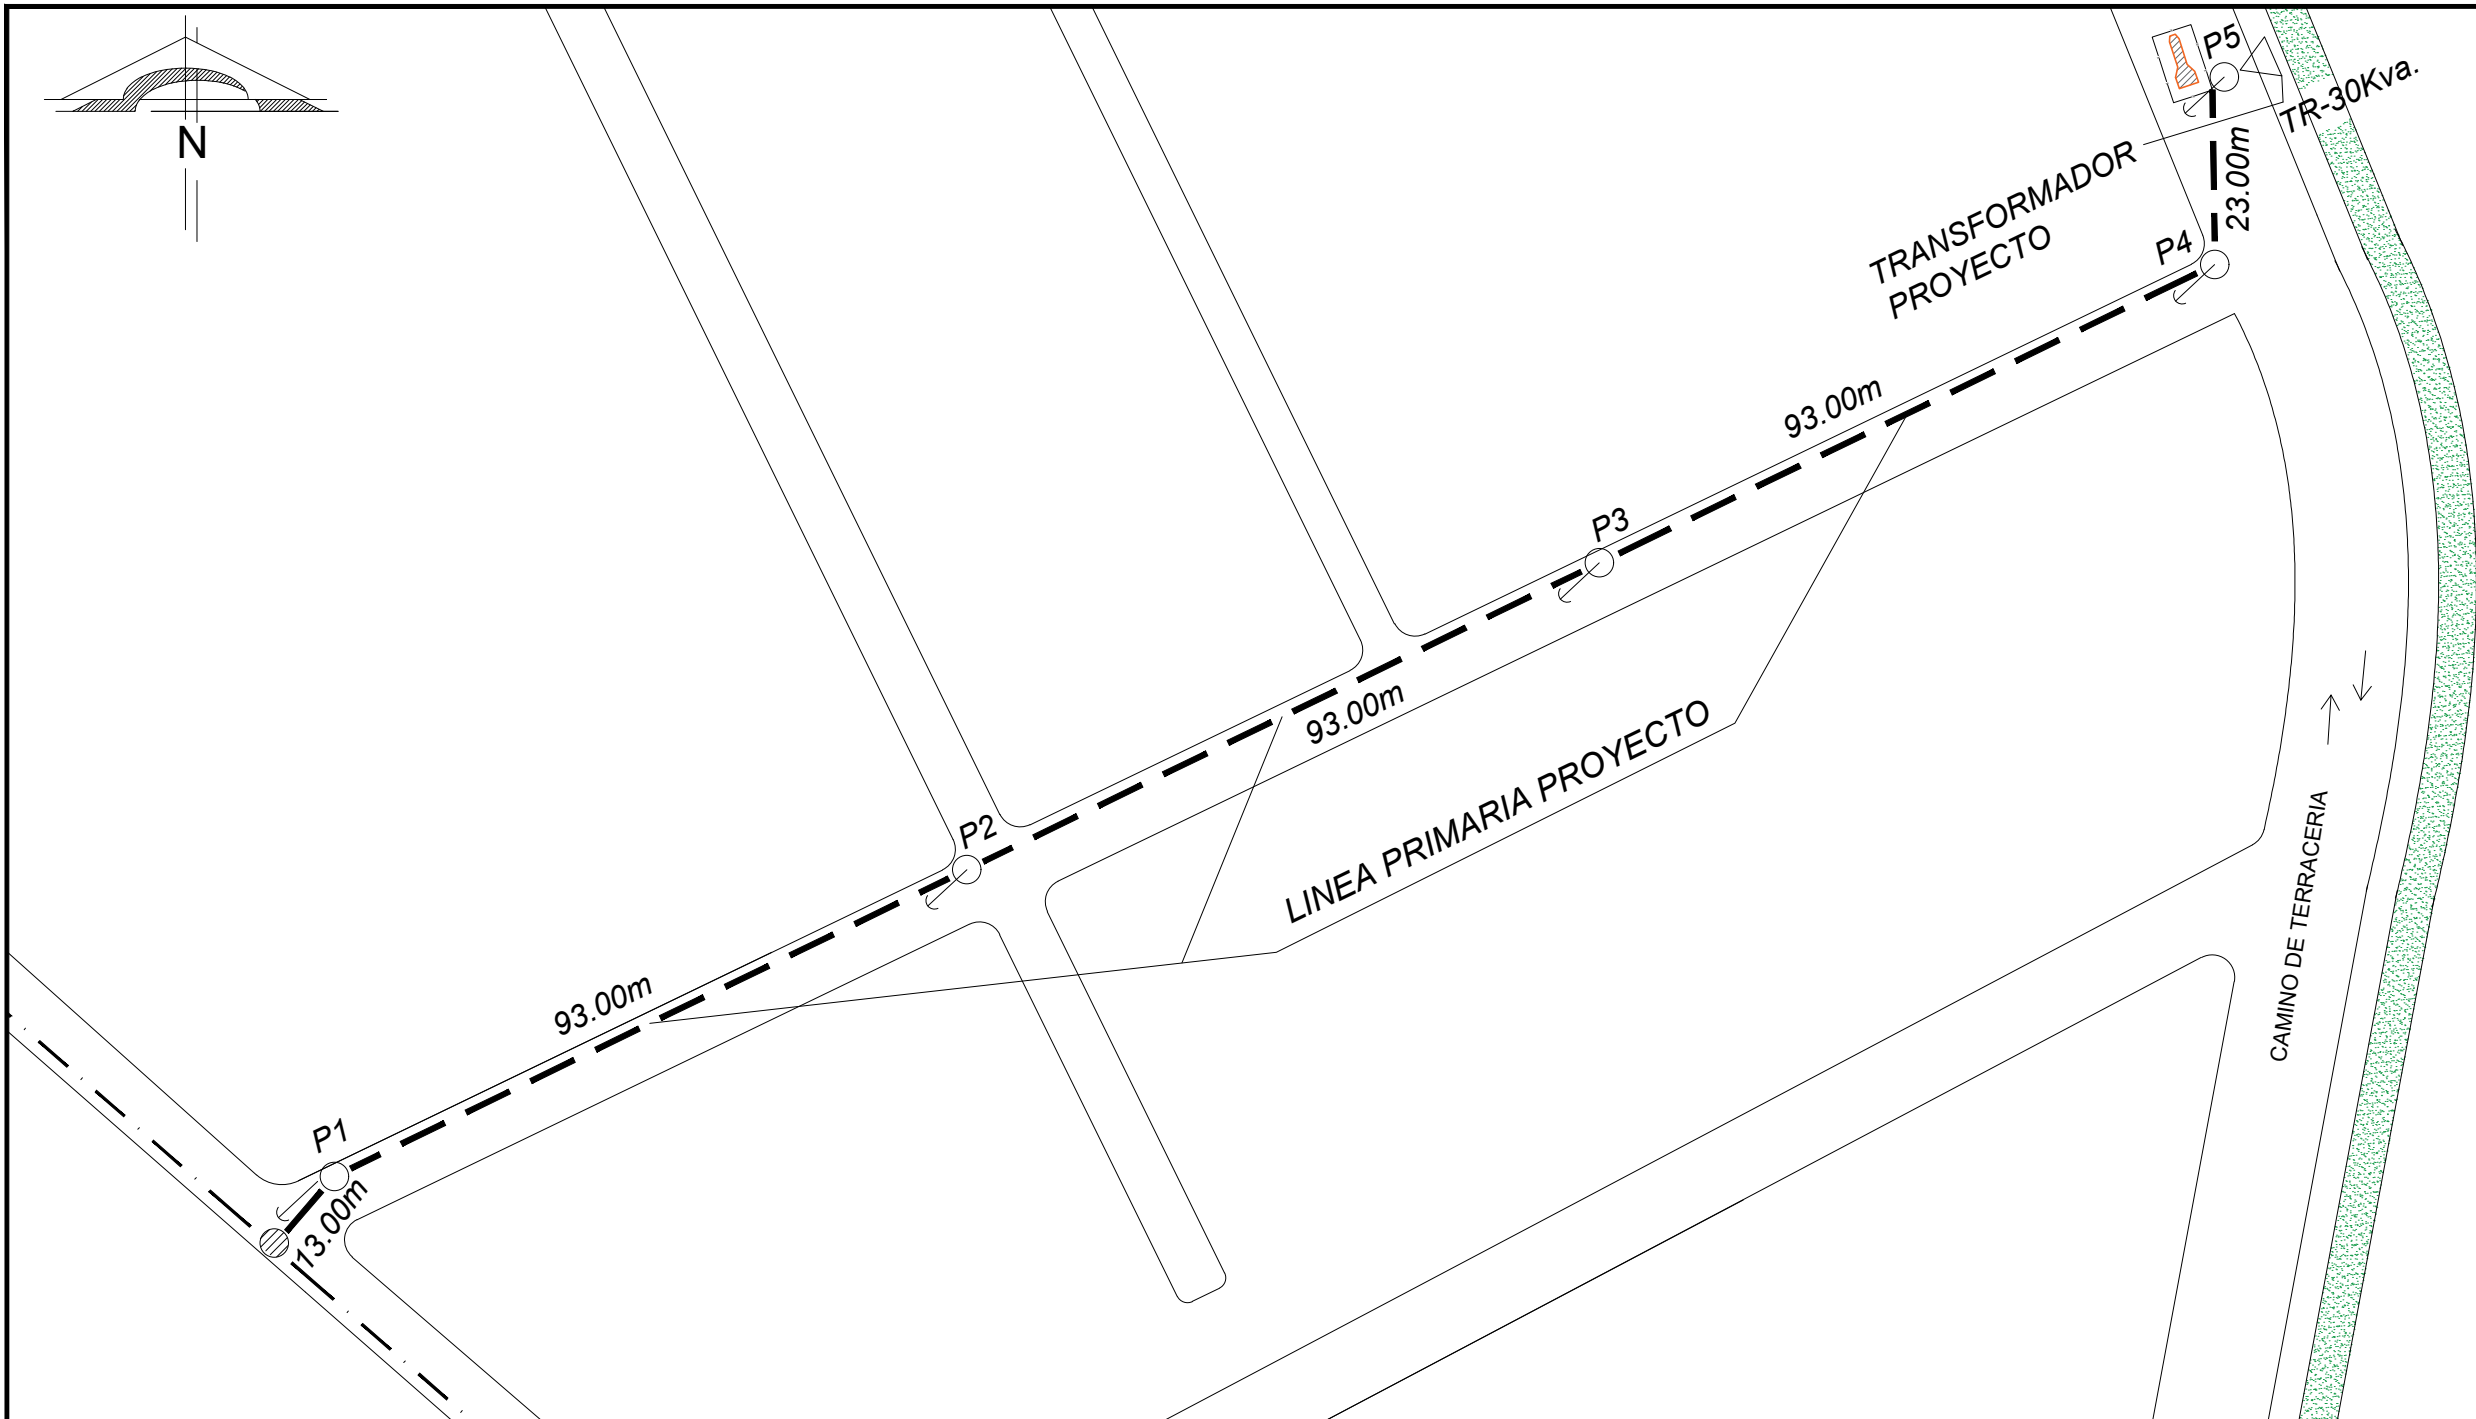 N
P5
TR-30Kva.
TRANSFORMADOR
PROYECTO
23.00m
P4
93.00m
P3
93.00m
LINEA PRIMARIA PROYECTO
P2
93.00m
CAMINO DE TERRACERIA
P1
13.00m